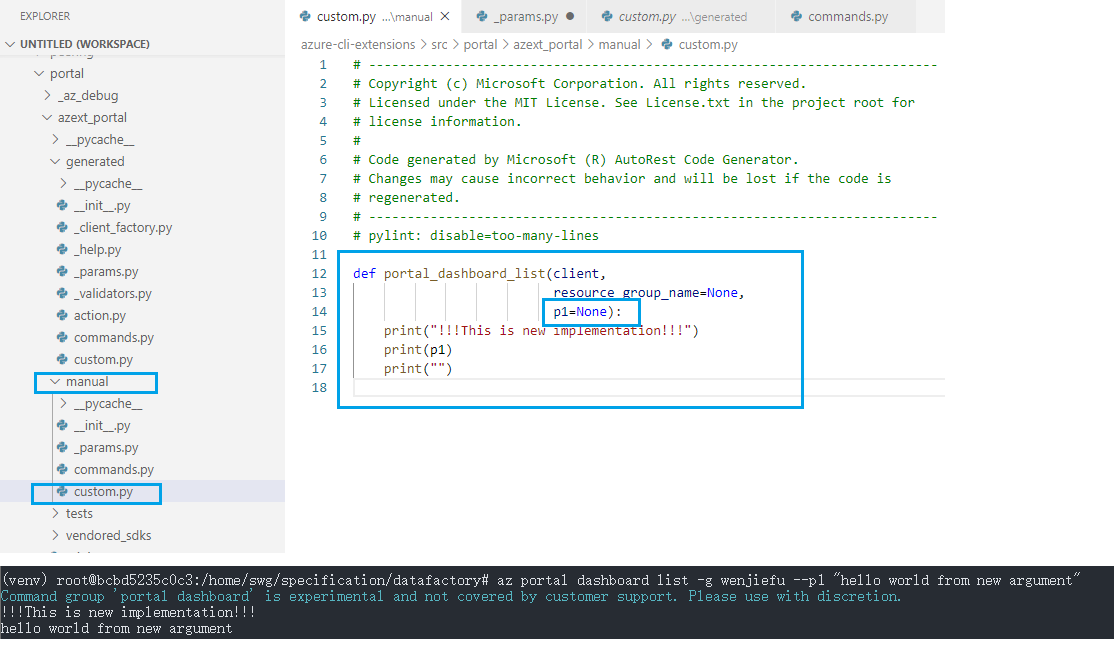 EXPLORER
UNTITLED (WORKSPACE)
portal
_az_debug
azext_portal
__pycache__
generated
__pycache__
__init__.py
_client_factory.py
_help.py
_params.py
_validators.py
action.py
commands.py
custom.py
manual
__pycache__
__init__.py
_params.py
commands.py
custom.py
tests
vendored_sdks
custom.py ...\manual × _params.py ● custom.py ...\generated commands.py
azure-cli-extensions > src > portal > azext_portal > manual > custom.py
1 # --------------------------------------------------------------------------
2 # Copyright (c) Microsoft Corporation. All rights reserved.
3 # Licensed under the MIT License. See License.txt in the project root for
4 # license information.
5 #
6 # Code generated by Microsoft (R) AutoRest Code Generator.
7 # Changes may cause incorrect behavior and will be lost if the code is
8 # regenerated.
9 # --------------------------------------------------------------------------
10 # pylint: disable=too-many-lines
11
12 def portal_dashboard_list(client,
13 resource_group_name=None,
14 p1=None):
15 print("!!!This is new implementation!!!")
16 print(p1)
17 print("")
18
(venv) root@bcbd5235c0c3:/home/swg/specification/datafactory# az portal dashboard list -g wenjiefu --p1 "hello world from new argument"
Command group 'portal dashboard' is experimental and not covered by customer support. Please use with discretion.
!!!This is new implementation!!!
hello world from new argument